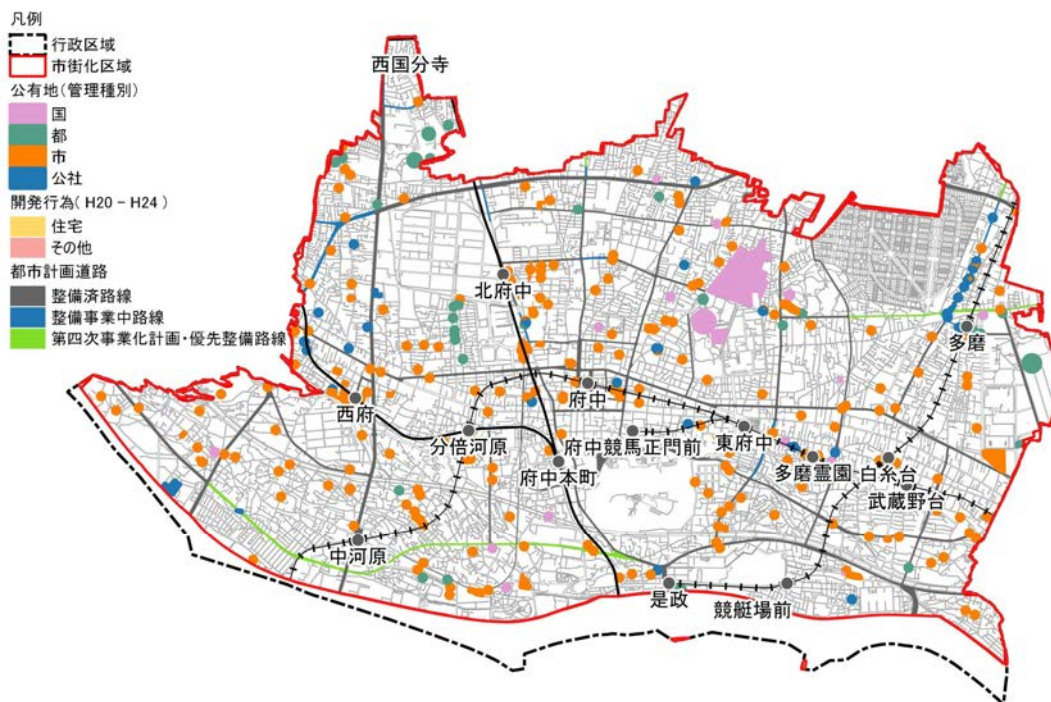 凡例
行政区域
市街化区域
公有地(管理種別)
国
都
市
公社
開発行為(H20-H24)
住宅
その他
都市計画道路
整備済路線
整備事業中路線
第四次事業化計画・優先整備路線
西国分寺
北府中
多磨
府中
西府
分倍河原
府中競馬正門前
東府中
府中本町
多磨霊園
白糸台
武蔵野台
中河原
是政
競艇場前